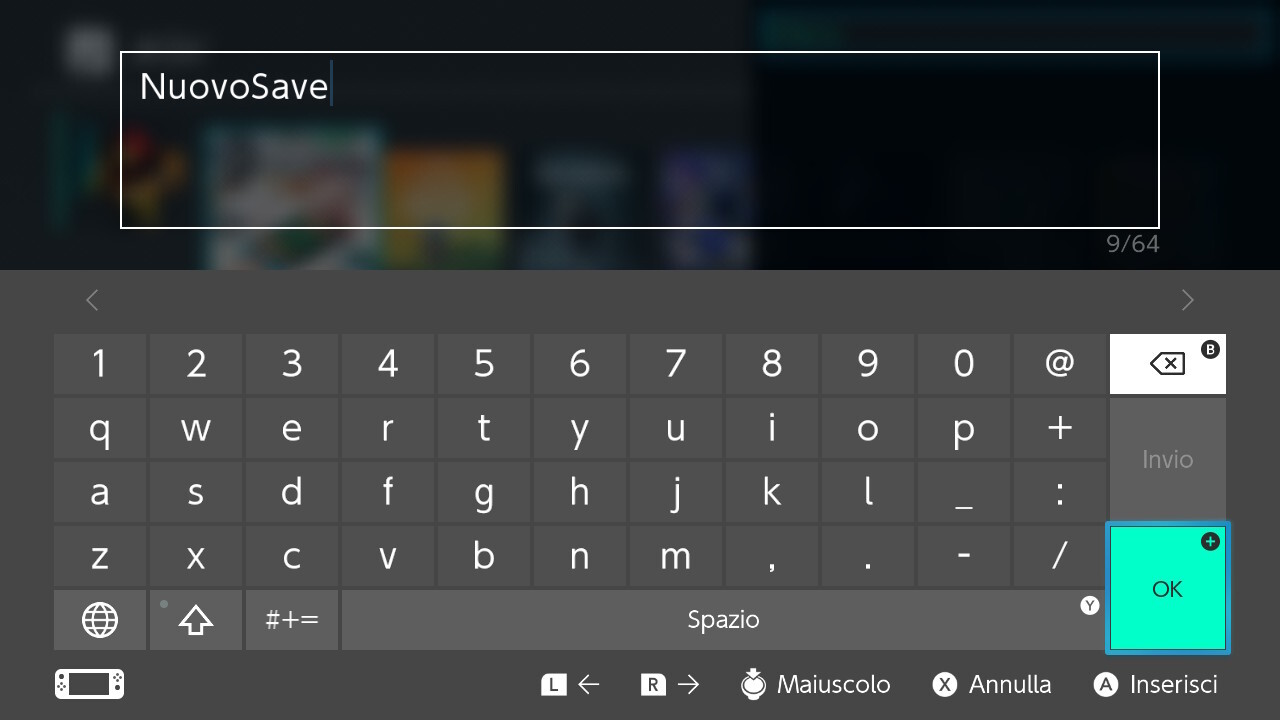 NuovoSave
9/64
1 2 3 4 5 6 7 8 9 0 @ B
q w e r t y u i o p +
Invio
a s d f g h j k l _ :
z x c v b n m , . - /
OK
#+= Spazio Y
L ← R → Maiuscolo X Annulla A Inserisci